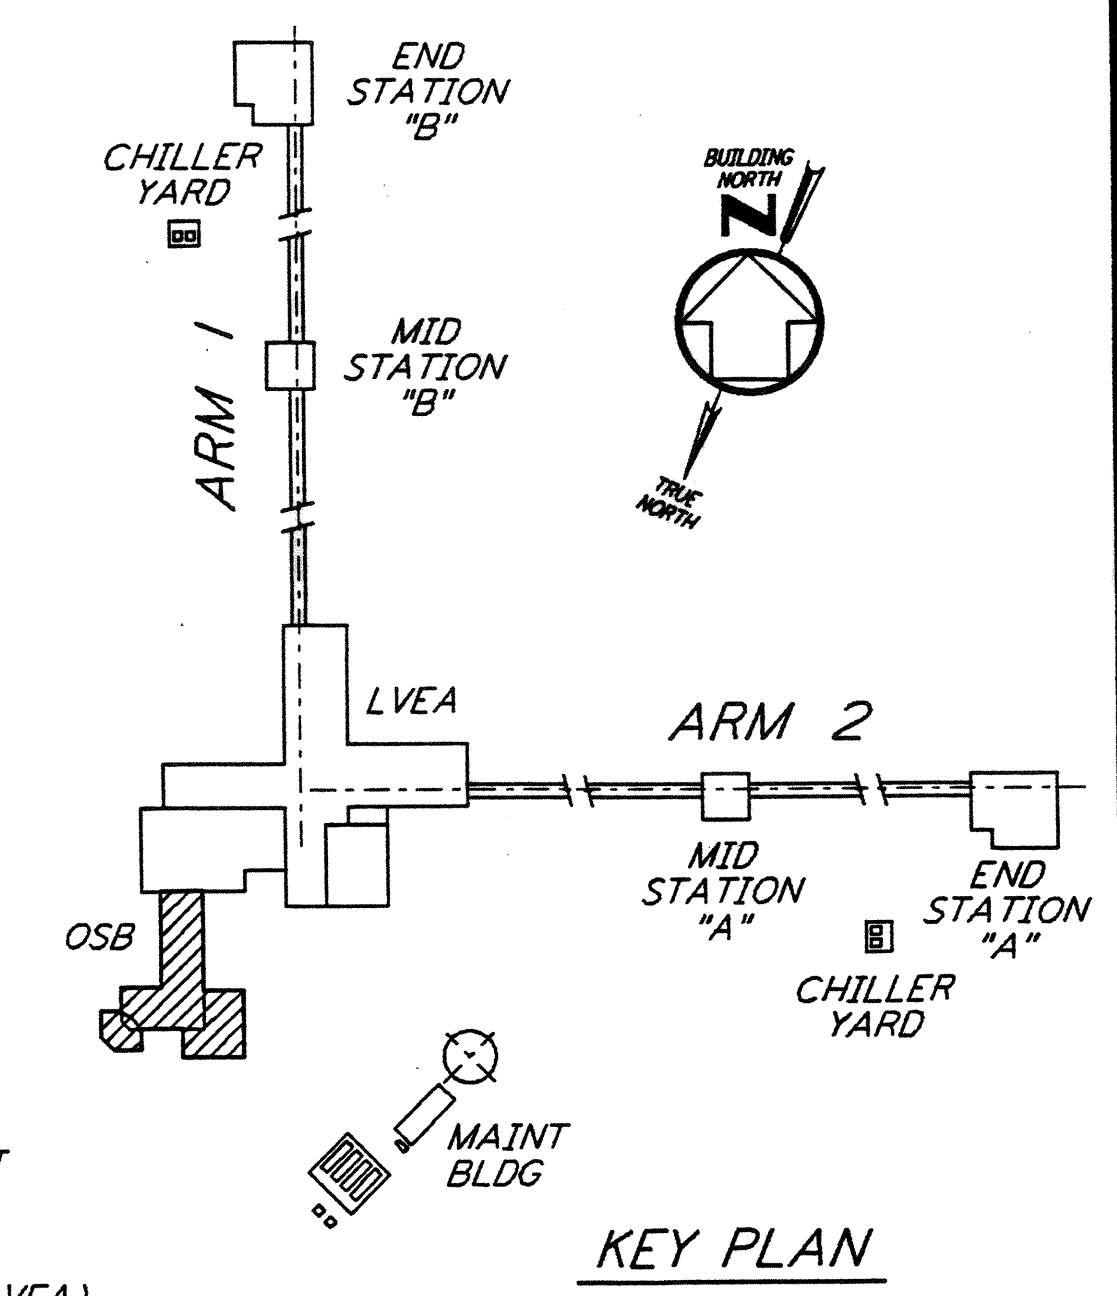 END
STATION
"B"
CHILLER
YARD
BUILDING
NORTH
N
ARM 1
MID
STATION
"B"
TRUE
NORTH
LVEA
ARM 2
MID
STATION
"A"
END
STATION
"A"
OSB
CHILLER
YARD
MAINT
BLDG
KEY PLAN